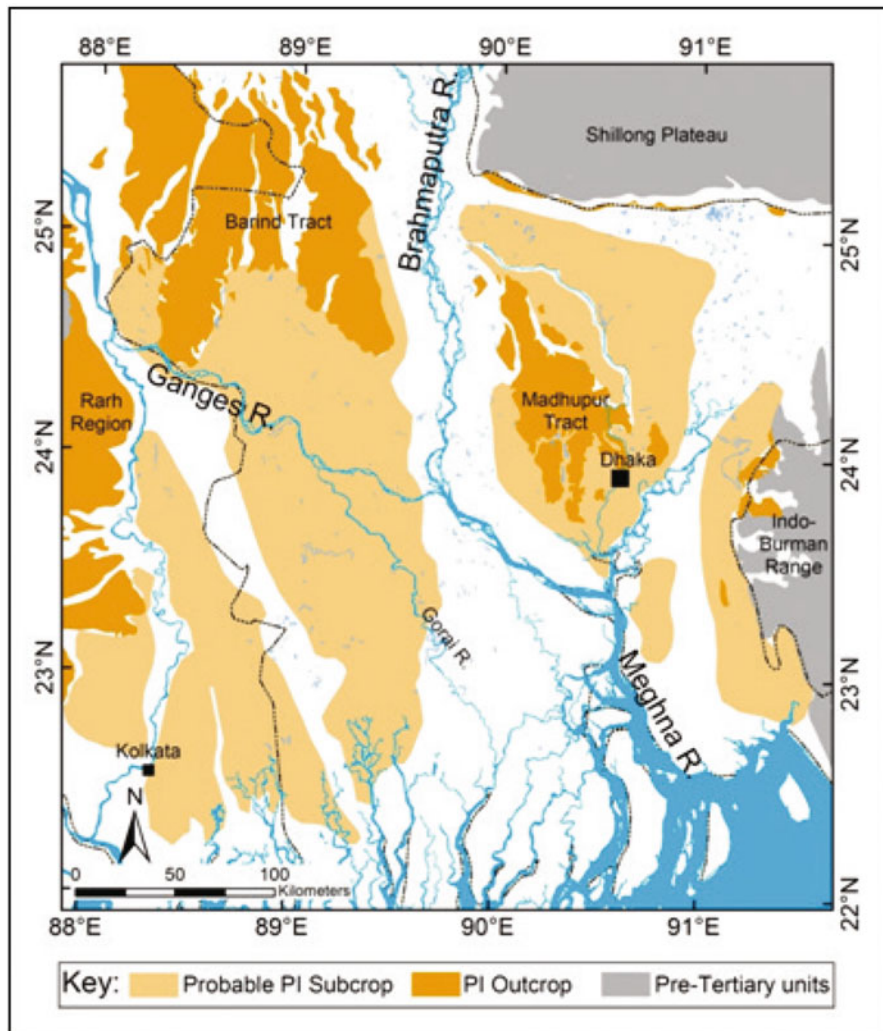 88°E
89°E
90°E
91°E
Brahmaputra R.
Shillong Plateau
25°N
Barind Tract
25°N
Ganges R.
Rarh
Region
Madhupur
Tract
24°N
24°N
Dhaka
Indo-
Burman
Range
Gorai R.
23°N
Meghna R.
23°N
Kolkata
N
0
50
100
Kilometers
22°N
22°N
88°E
89°E
90°E
91°E
Key: Probable PI Subcrop PI Outcrop Pre-Tertiary units